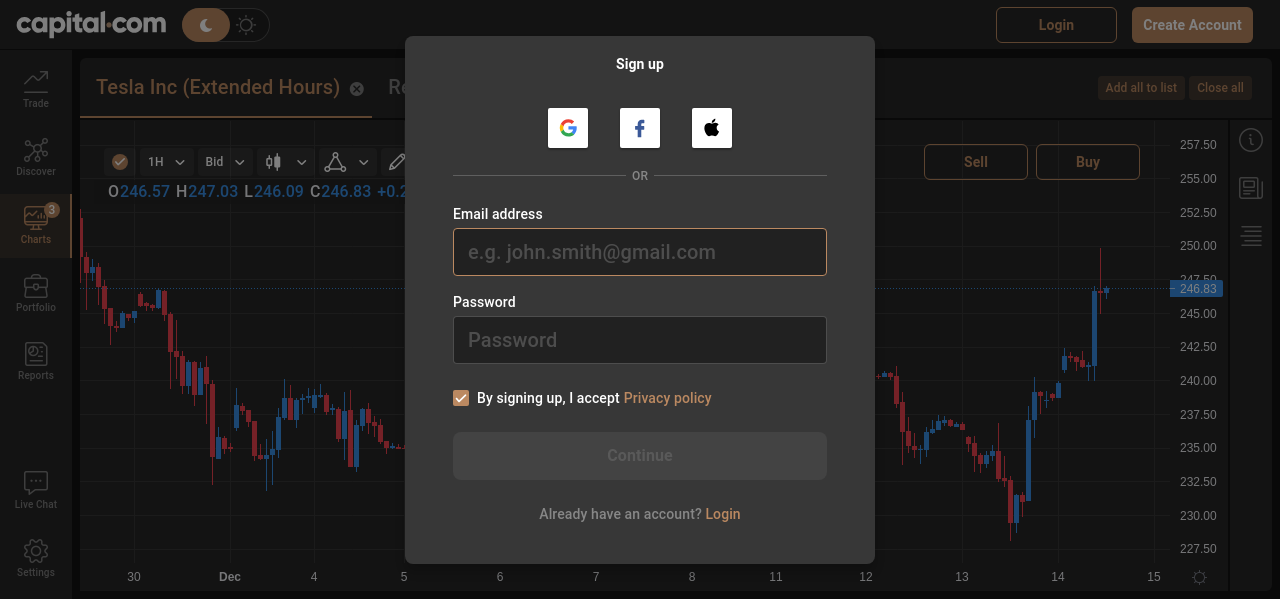 capital.com
Login
Create Account
Sign up
Tesla Inc (Extended Hours)
Re
Add all to list
Close all
Trade
Discover
3
Charts
Portfolio
Reports
Live Chat
Settings
1H
Bid
O246.57 H247.03 L246.09 C246.83 +0.2
Sell
Buy
OR
Email address
e.g. john.smith@gmail.com
Password
Password
By signing up, I accept Privacy policy
Continue
Already have an account? Login
257.50
255.00
252.50
250.00
247.50
246.83
245.00
242.50
240.00
237.50
235.00
232.50
230.00
227.50
30
Dec
4
5
6
7
8
11
12
13
14
15